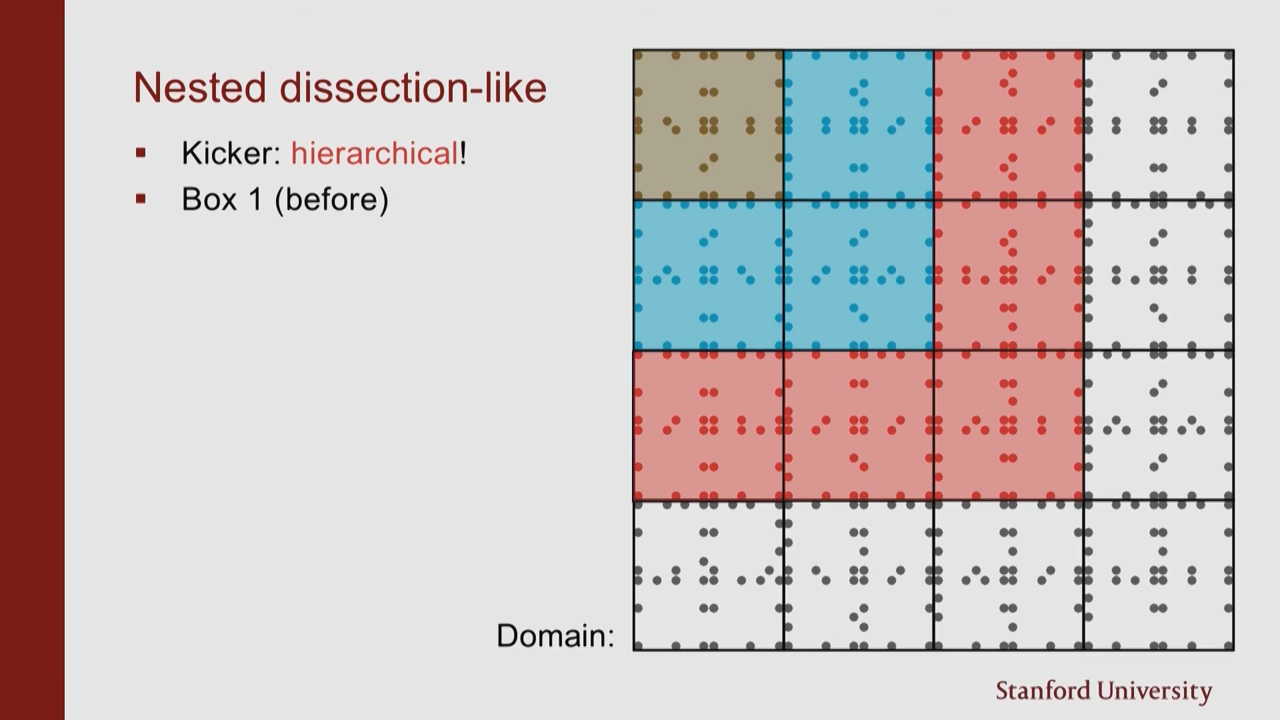 Nested dissection-like
Kicker: hierarchical!
Box 1 (before)
Domain:
Stanford University